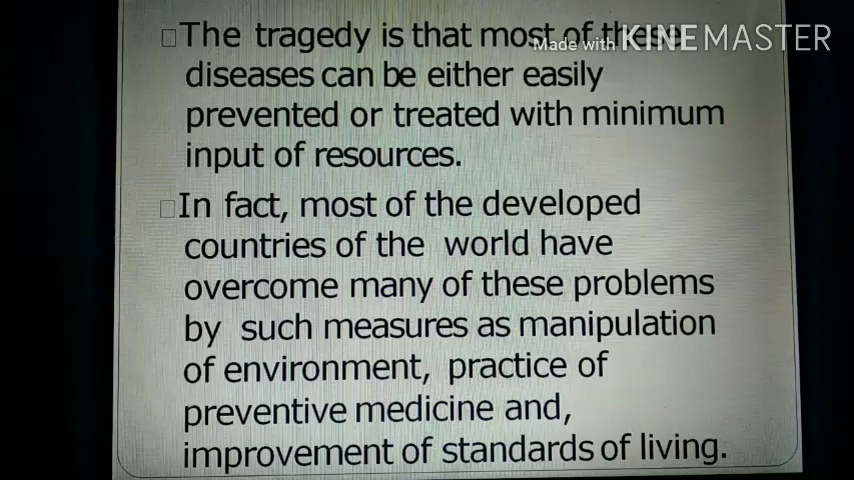 The tragedy is that most of these
Made with KINEMASTER
diseases can be either easily
prevented or treated with minimum
input of resources.
In fact, most of the developed
countries of the world have
overcome many of these problems
by such measures as manipulation
of environment, practice of
preventive medicine and,
improvement of standards of living.